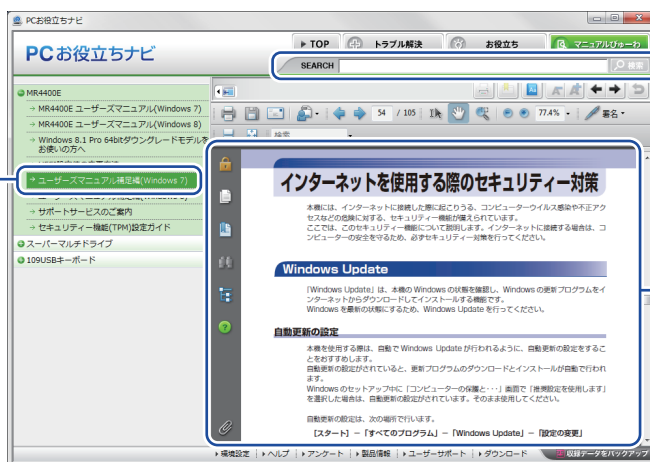 PCお役立ちナビ
PCお役立ちナビ
TOP
トラブル解決
お役立ち
マニュアルびゅーわ
SEARCH
検索
MR4400E
MR4400E ユーザーズマニュアル(Windows 7)
MR4400E ユーザーズマニュアル(Windows 8)
Windows 8.1 Pro 64bitダウングレードモデルを
お使いの方へ
ユーザーズマニュアル補足編(Windows 7)
サポートサービスのご案内
セキュリティー機能(TPM)設定ガイド
スーパーマルチドライブ
109USBキーボード
54 / 105
77.4%
署名
検索
インターネットを使用する際のセキュリティー対策
本機には、インターネットに接続した際に起こりうる、コンピューターウイルス感染や不正アク
セスなどの危険に対する、セキュリティー機能が備えられています。
ここでは、このセキュリティー機能について説明します。インターネットに接続する場合は、コ
ンピューターの安全を守るため、必ずセキュリティー対策を行ってください。
Windows Update
「Windows Update」は、本機の Windows の状態を確認し、Windows の更新プログラムをイ
ンターネットからダウンロードしてインストールする機能です。
Windows を最新の状態にするため、Windows Update を行ってください。
自動更新の設定
本機を使用する際は、自動で Windows Update が行われるように、自動更新の設定をするこ
とをおすすめします。
自動更新の設定がされていると、更新プログラムのダウンロードとインストールが自動で行われ
ます。
Windows のセットアップ中に「コンピューターの保護と・・・」画面で「推奨設定を使用します」
を選択した場合は、自動更新の設定がされています。そのまま使用してください。
自動更新の設定は、次の場所で行います。
[スタート] － 「すべてのプログラム」 － 「Windows Update」 － 「設定の変更」
環境設定
ヘルプ
アンケート
製品情報
ユーザーサポート
ダウンロード
収録データをバックアップ